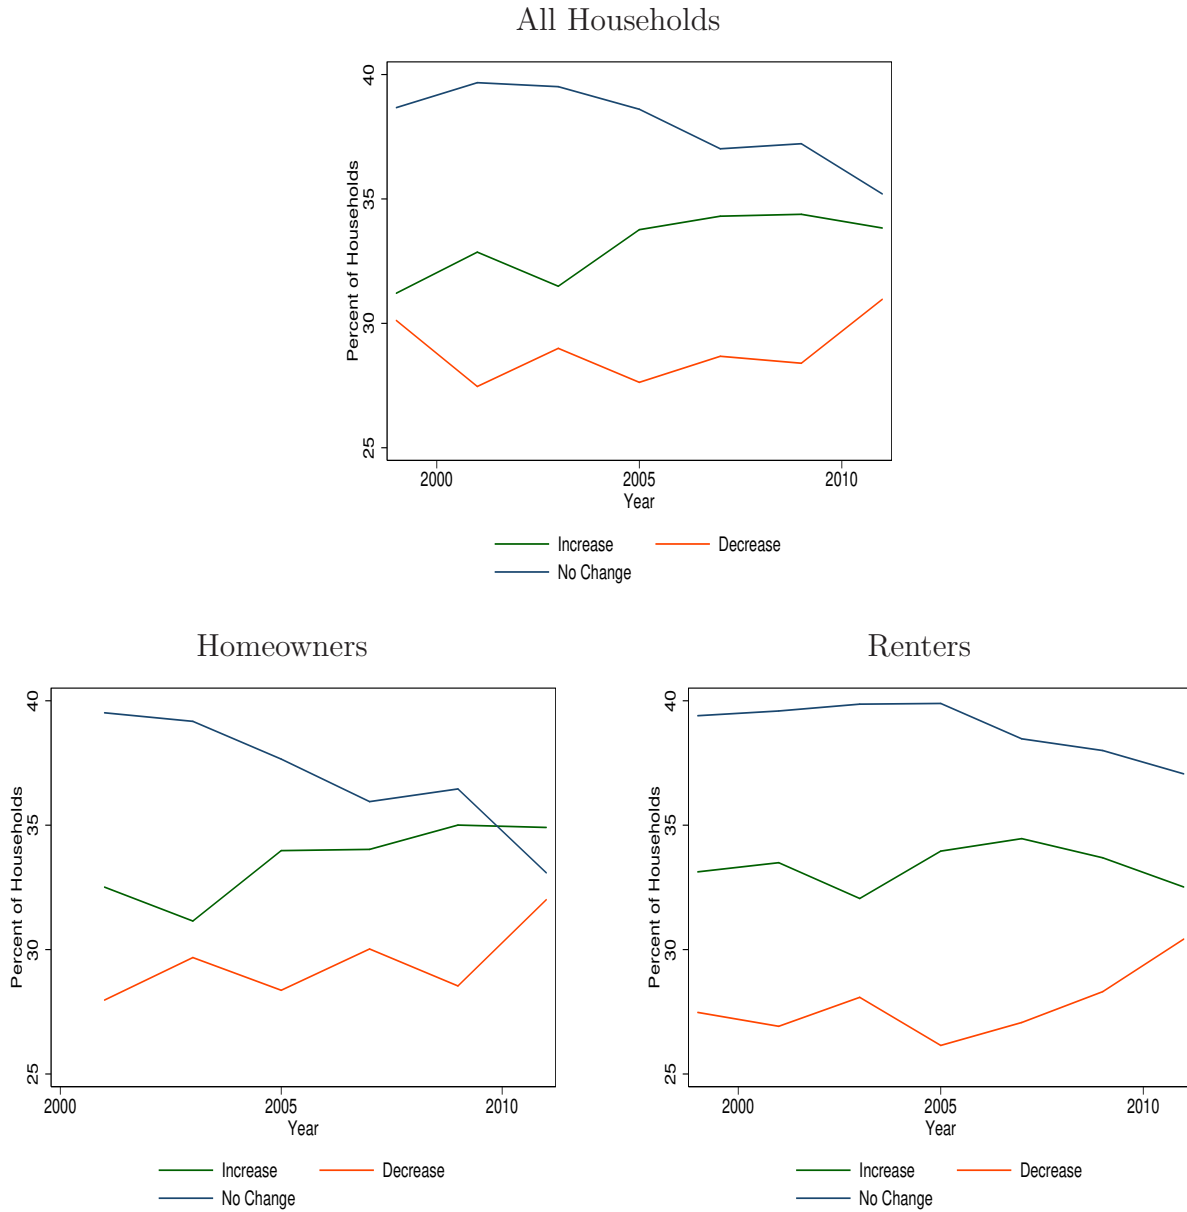 All Households
Percent of Households
40
35
30
25
2000 2005 2010
Year
Increase Decrease
No Change
Homeowners
Percent of Households
40
35
30
25
2000 2005 2010
Year
Increase Decrease
No Change
Renters
Percent of Households
40
35
30
25
2000 2005 2010
Year
Increase Decrease
No Change